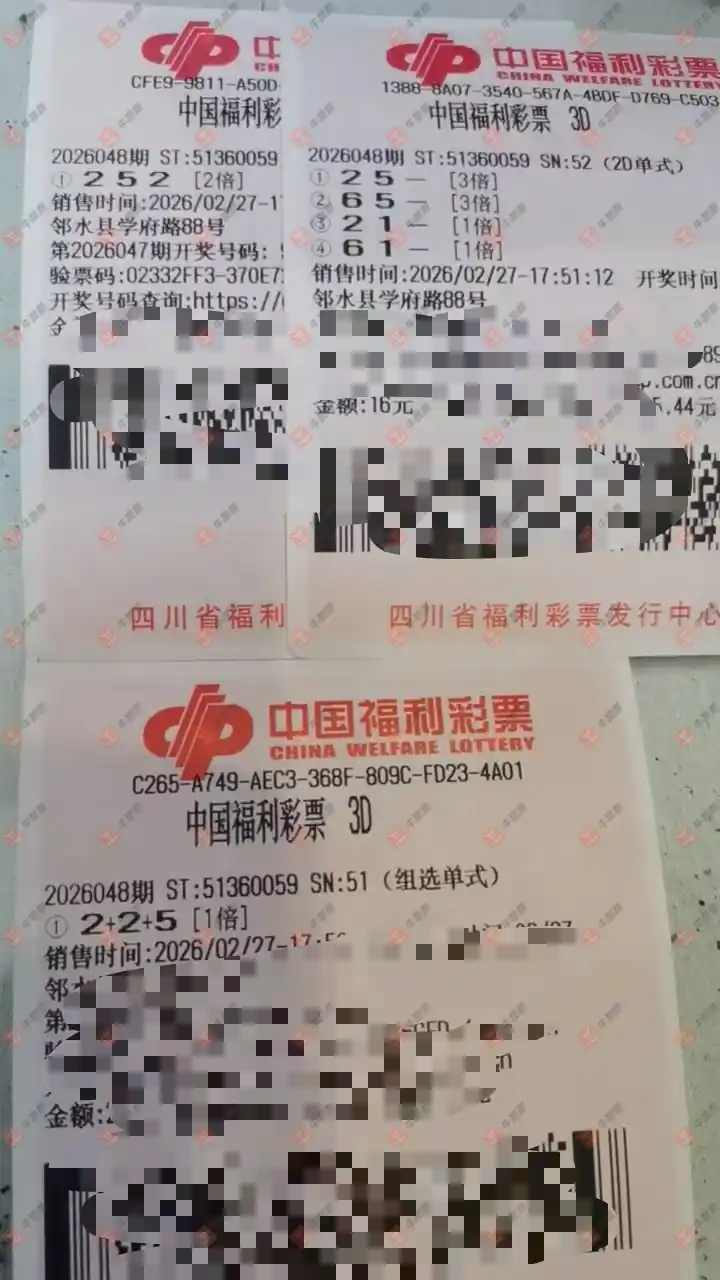 中
CH
CFE9-9811-A50D-
中国福利彩
2026048期 ST:51360059
① 2 5 2 [2倍]
销售时间:2026/02/27-1
邻水县学府路88号
第2026047期开奖号码:
验票码:02332FF3-370E7
开奖号码查询:https://
四川省福利
中国福利彩票
CHINA WELFARE LOTTERY
1388-8A07-3540-567A-4BDF-D769-C503
中国福利彩票 3D
2026048期 ST:51360059 SN:52 (2D单式)
① 2 5 — [3倍]
② 6 5 — [3倍]
③ 2 1 — [1倍]
④ 6 1 — [1倍]
销售时间:2026/02/27-17:51:12 开奖时间
邻水县学府路88号
89
p.com.cn
金额:16元 5.44元
四川省福利彩票发行中心
中国福利彩票
CHINA WELFARE LOTTERY
C265-A749-AEC3-368F-809C-FD23-4A01
中国福利彩票 3D
2026048期 ST:51360059 SN:51 (组选单式)
① 2+2+5 [1倍]
销售时间:2026/02/27-17:5
邻水
第
金额: